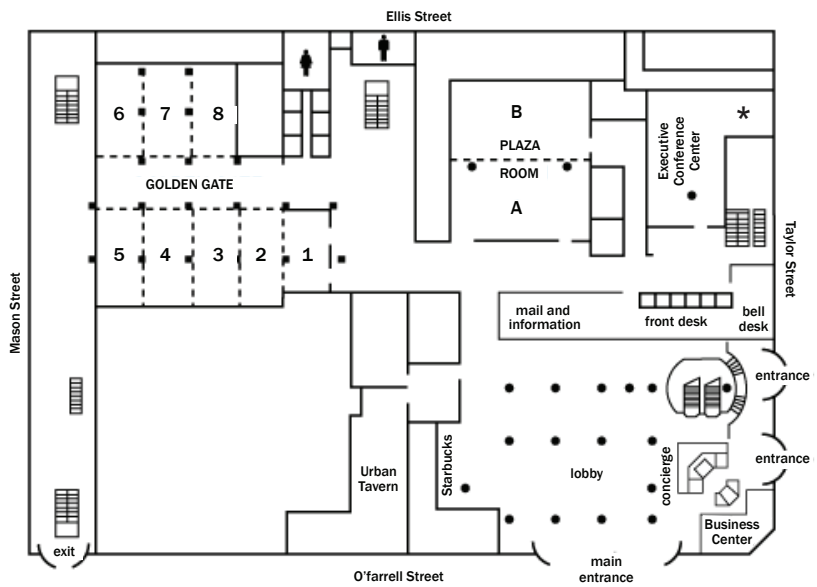 Ellis Street
6
7
8
B
PLAZA
ROOM
A
Executive
Conference
Center
*
GOLDEN GATE
5
4
3
2
1
Mason Street
Taylor Street
mail and
information
front desk
bell
desk
entrance
entrance
Urban
Tavern
Starbucks
lobby
concierge
Business
Center
exit
main
entrance
O'farrell Street